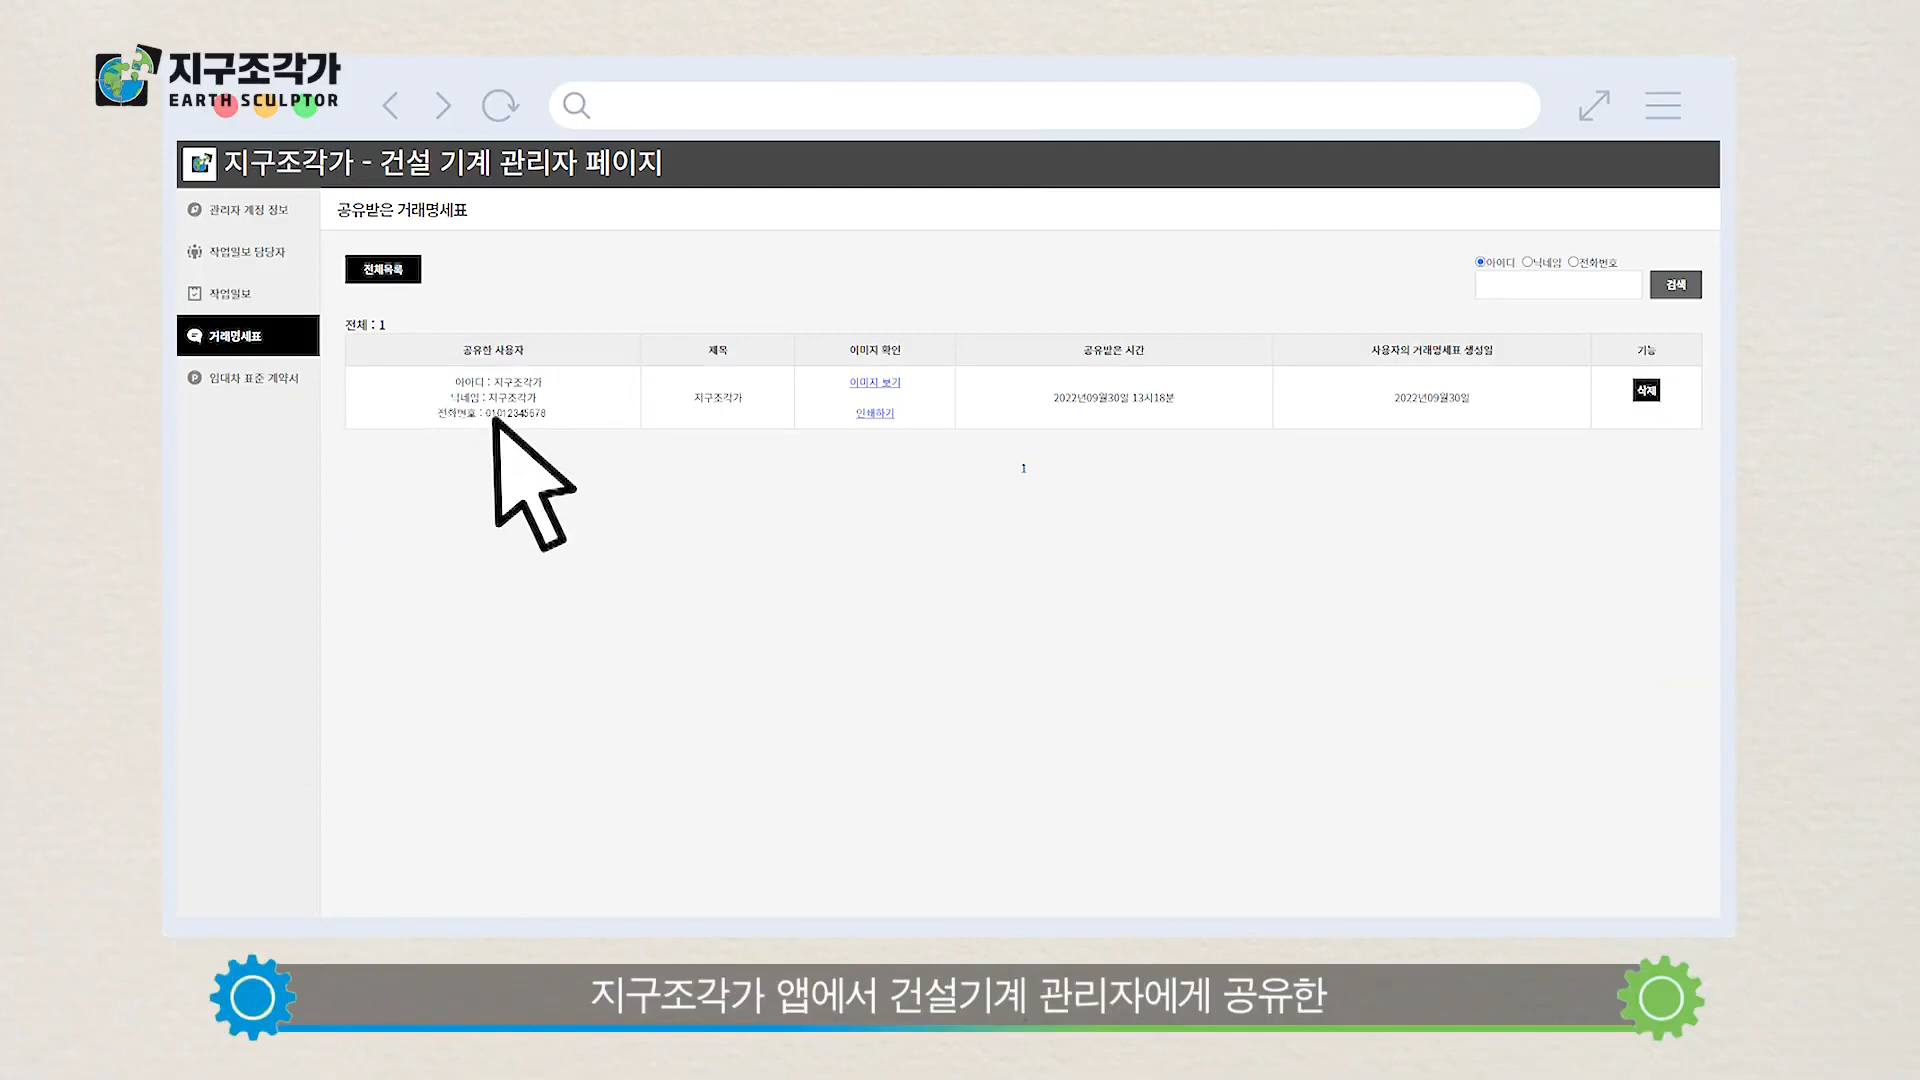 지구조각가
EARTH SCULPTOR
지구조각가 - 건설 기계 관리자 페이지
관리자 계정 정보
작업일보 담당자
작업일보
거래명세표
P 임대차 표준 계약서
공유받은 거래명세표
전체목록
아이디 닉네임 전화번호
검색
전체 : 1
공유한 사용자 제목 이미지 확인 공유받은 시간 사용자의 거래명세표 생성일 기능
아아디 : 지구조각가
닉네임 : 지구조각가
전화번호 : 01012345678
지구조각가
이미지 보기
인쇄하기
2022년09월30일 13시18분
2022년09월30일
삭제
1
지구조각가 앱에서 건설기계 관리자에게 공유한